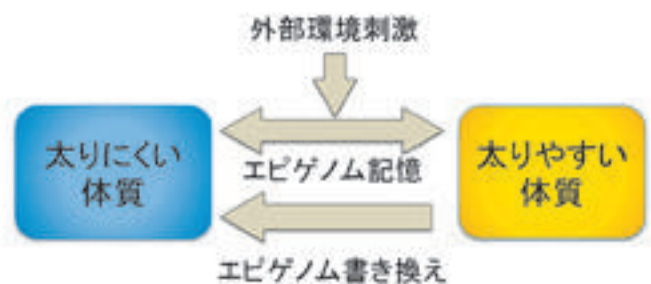 外部環境刺激
太りにくい
体質
エピゲノム記憶
太りやすい
体質
エピゲノム書き換え